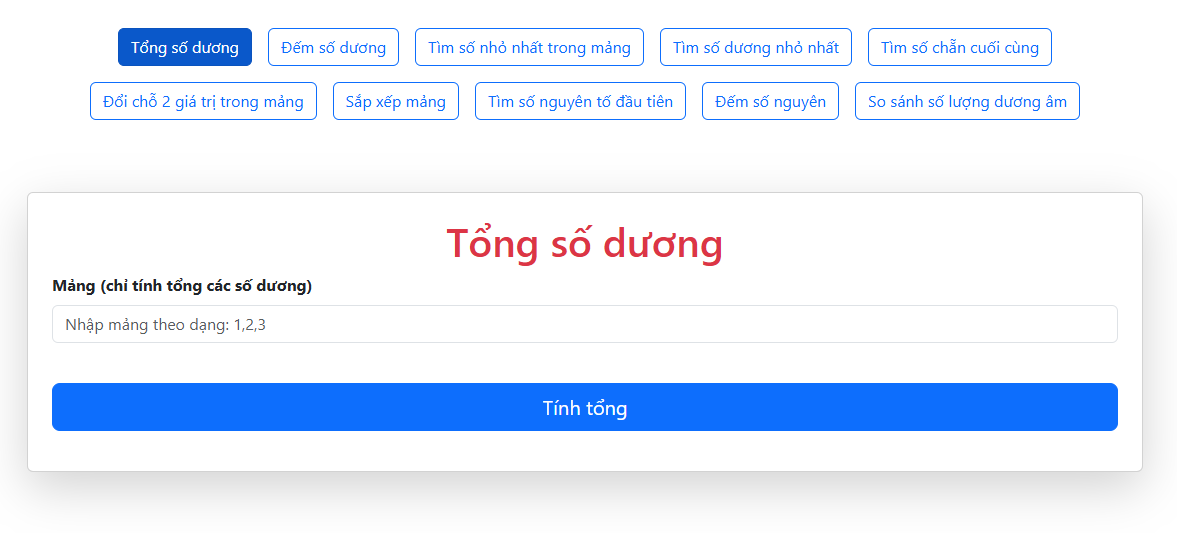 Tổng số dương Đếm số dương Tìm số nhỏ nhất trong mảng Tìm số dương nhỏ nhất Tìm số chẵn cuối cùng
Đổi chỗ 2 giá trị trong mảng Sắp xếp mảng Tìm số nguyên tố đầu tiên Đếm số nguyên So sánh số lượng dương âm
Tổng số dương
Mảng (chỉ tính tổng các số dương)
Nhập mảng theo dạng: 1,2,3
Tính tổng